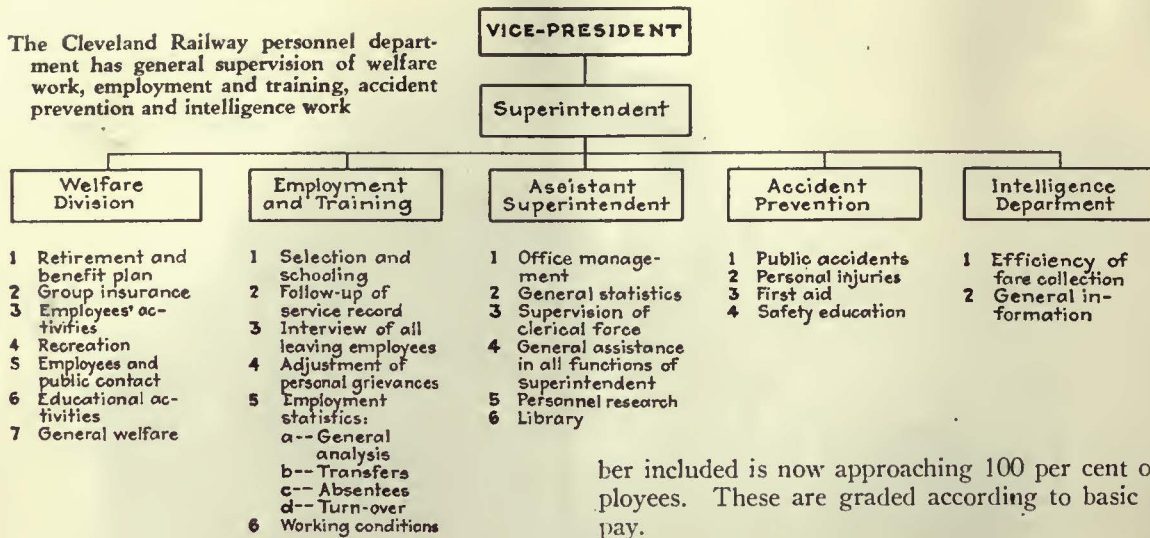 The Cleveland Railway personnel depart-
ment has general supervision of welfare
work, employment and training, accident
prevention and intelligence work
VICE-PRESIDENT
Superintendent
Welfare
Division
1 Retirement and
benefit plan
2 Group insurance
3 Employees' ac-
tivities
4 Recreation
5 Employees and
public contact
6 Educational ac-
tivities
7 General welfare
Employment
and Training
1 Selection and
schooling
2 Follow-up of
service record
3 Interview of all
leaving employees
4 Adjustment of
personal grievances
5 Employment
statistics:
a-- General
analysis
b-- Transfers
c-- Absentees
d-- Turn-over
6 Working conditions
Assistant
Superintendent
1 Office manage-
ment
2 General statistics
3 Supervision of
clerical force
4 General assistance
in all functions of
superintendent
5 Personnel research
6 Library
Accident
Prevention
1 Public accidents
2 Personal injuries
3 First aid
4 Safety education
Intelligence
Department
1 Efficiency of
fare collection
2 General in-
formation
ber included is now approaching 100 per cent o
ployees. These are graded according to basic
pay.